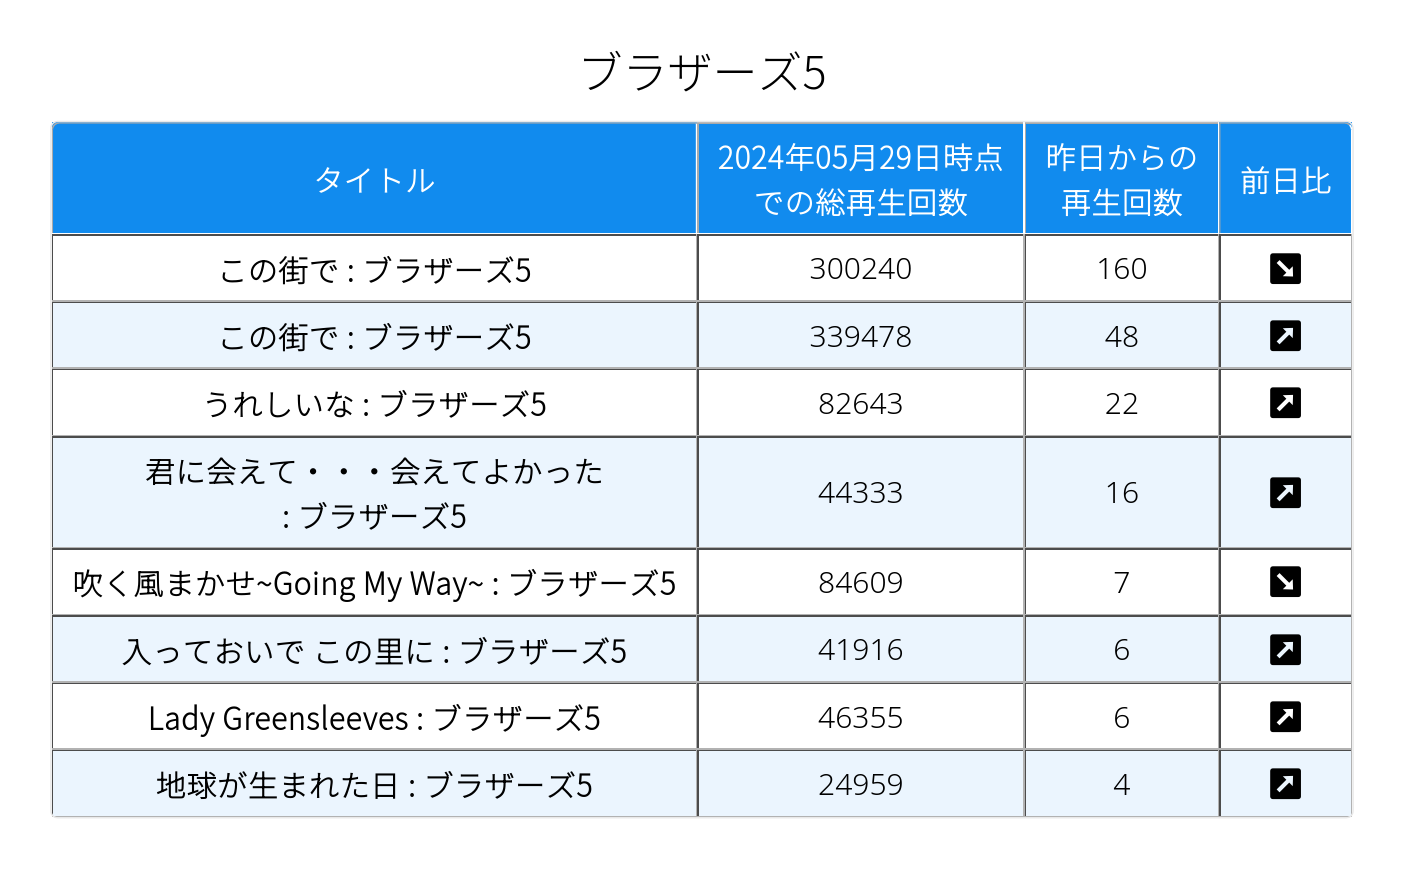 ブラザーズ5
タイトル
2024年05月29日時点
での総再生回数
昨日からの
再生回数
前日比
この街で : ブラザーズ5
300240
160
この街で : ブラザーズ5
339478
48
うれしいな : ブラザーズ5
82643
22
君に会えて・・・会えてよかった
: ブラザーズ5
44333
16
吹く風まかせ~Going My Way~ : ブラザーズ5
84609
7
入っておいで この里に : ブラザーズ5
41916
6
Lady Greensleeves : ブラザーズ5
46355
6
地球が生まれた日 : ブラザーズ5
24959
4